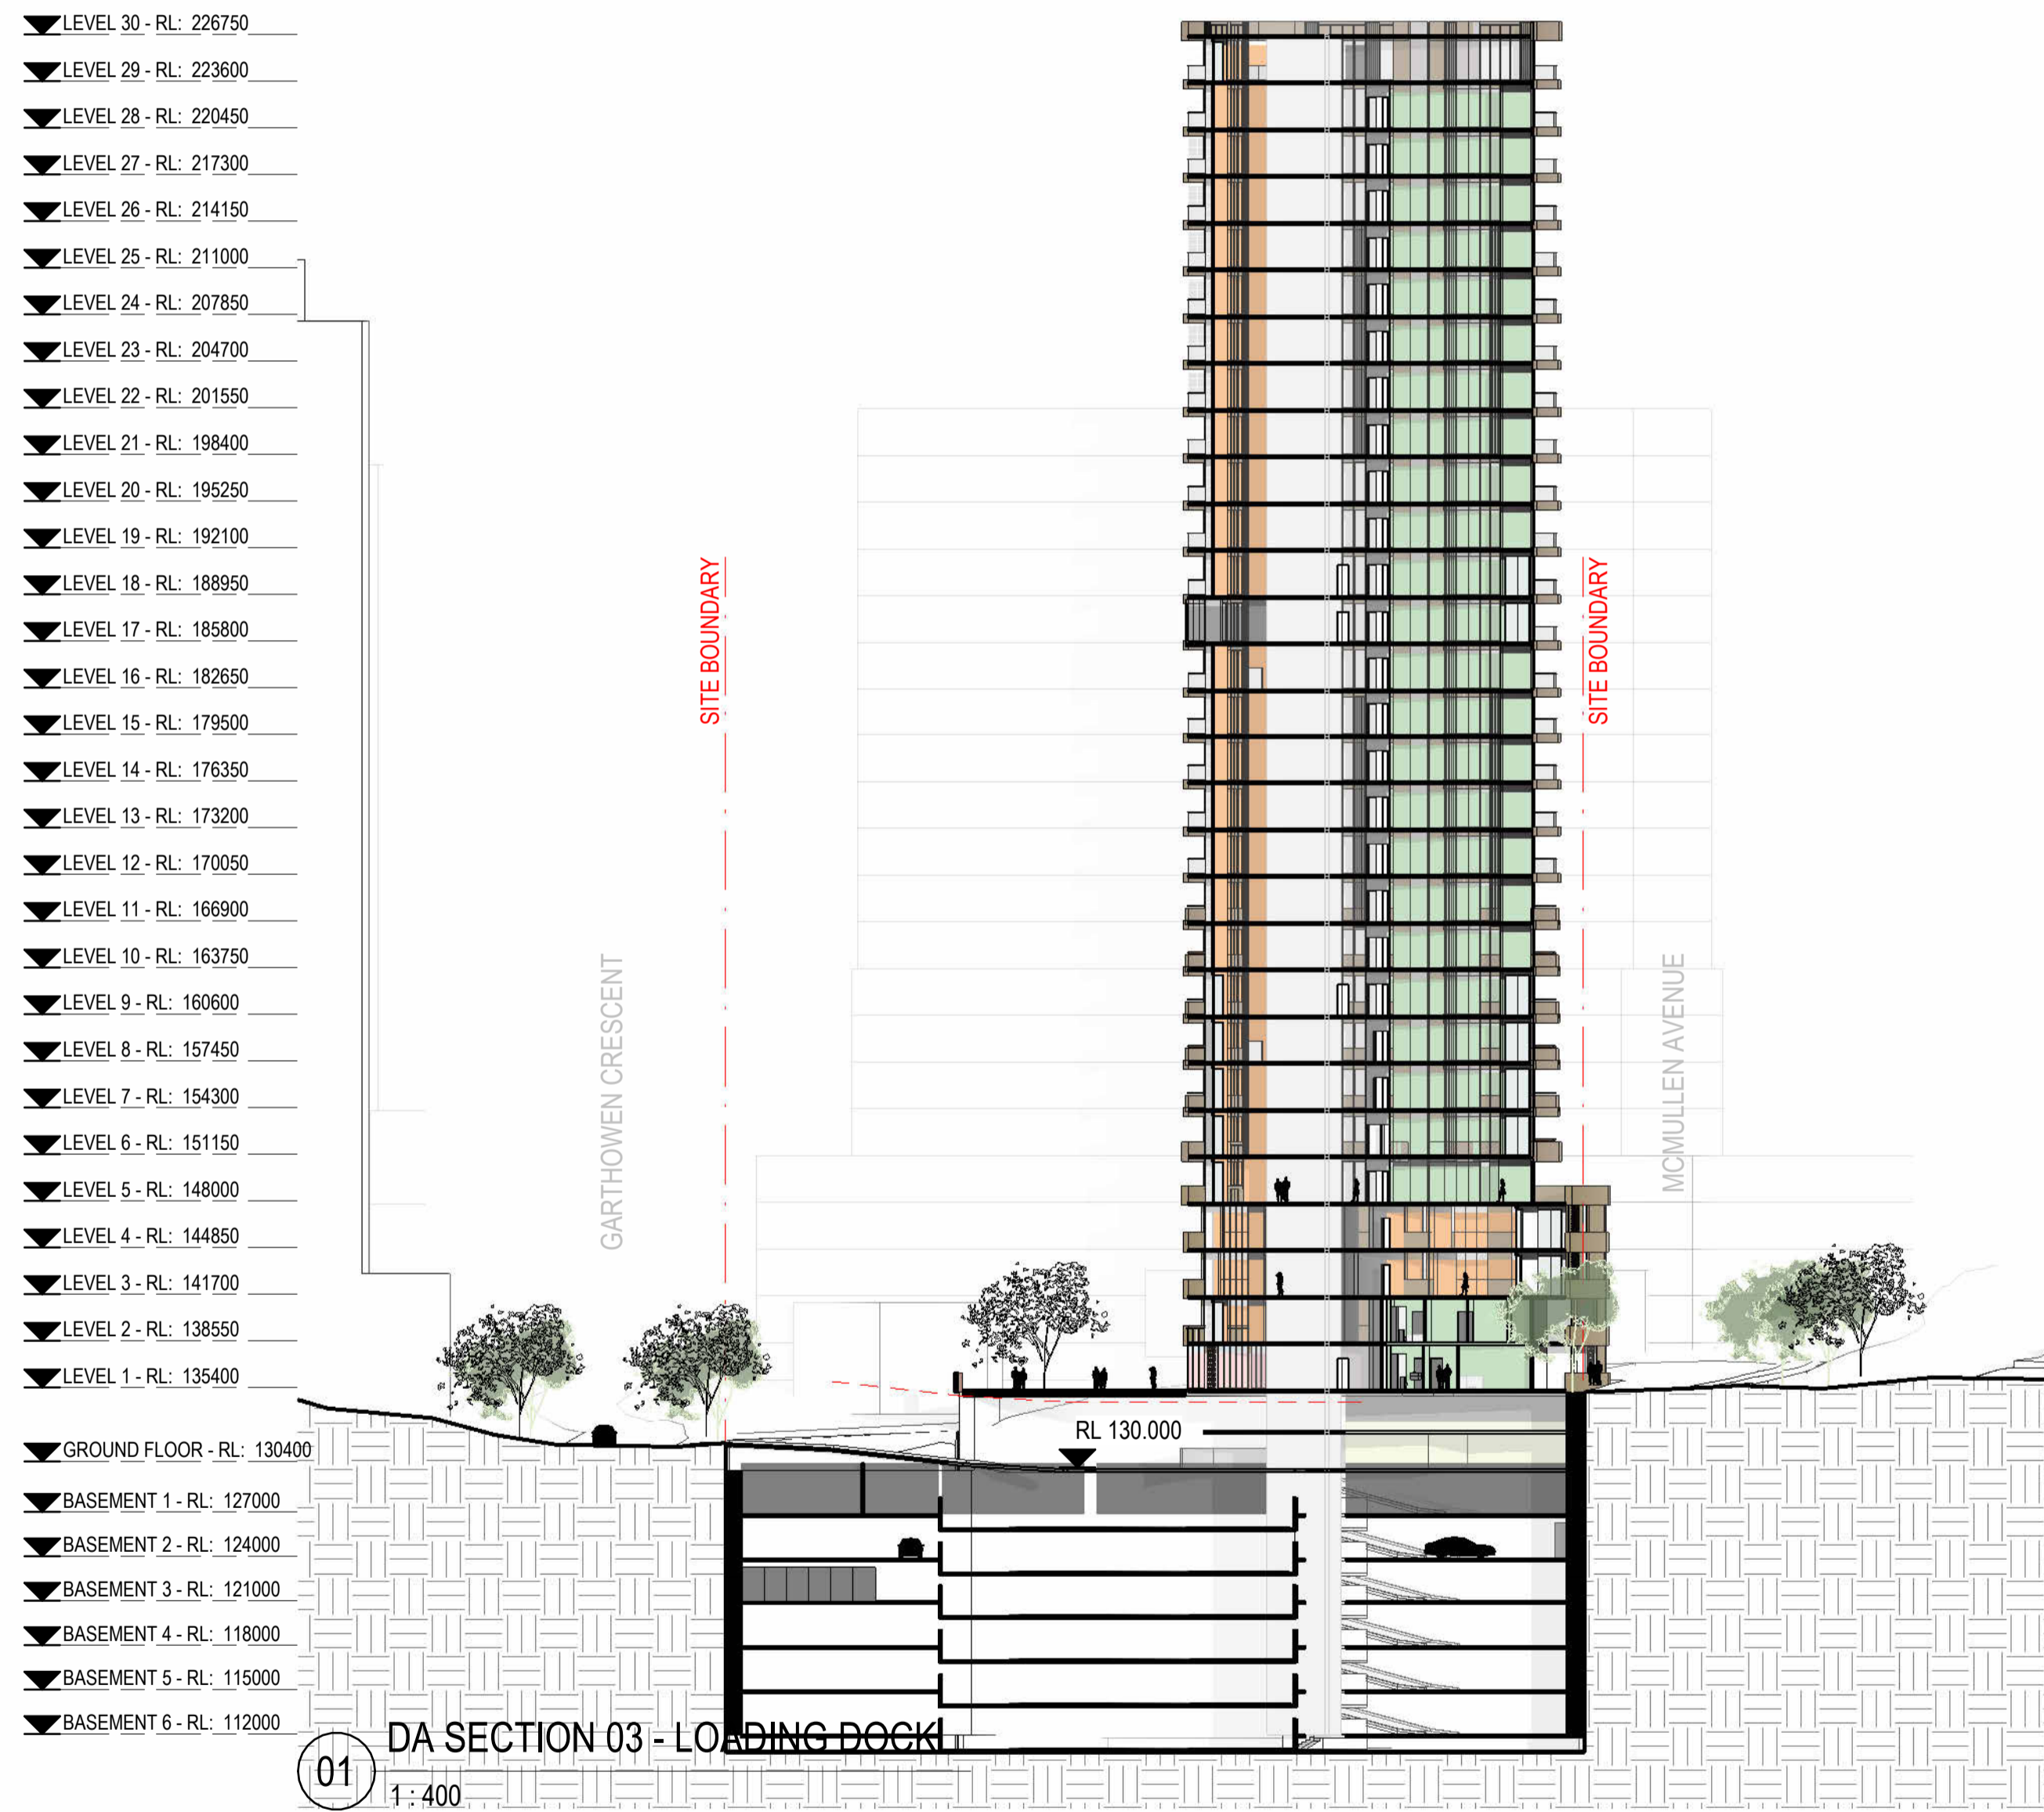 LEVEL 30 - RL: 226750
LEVEL 29 - RL: 223600
LEVEL 28 - RL: 220450
LEVEL 27 - RL: 217300
LEVEL 26 - RL: 214150
LEVEL 25 - RL: 211000
LEVEL 24 - RL: 207850
LEVEL 23 - RL: 204700
LEVEL 22 - RL: 201550
LEVEL 21 - RL: 198400
LEVEL 20 - RL: 195250
LEVEL 19 - RL: 192100
LEVEL 18 - RL: 188950
LEVEL 17 - RL: 185800
LEVEL 16 - RL: 182650
LEVEL 15 - RL: 179500
LEVEL 14 - RL: 176350
LEVEL 13 - RL: 173200
LEVEL 12 - RL: 170050
LEVEL 11 - RL: 166900
LEVEL 10 - RL: 163750
LEVEL 9 - RL: 160600
LEVEL 8 - RL: 157450
LEVEL 7 - RL: 154300
LEVEL 6 - RL: 151150
LEVEL 5 - RL: 148000
LEVEL 4 - RL: 144850
LEVEL 3 - RL: 141700
LEVEL 2 - RL: 138550
LEVEL 1 - RL: 135400
GROUND FLOOR - RL: 130400
BASEMENT 1 - RL: 127000
BASEMENT 2 - RL: 124000
BASEMENT 3 - RL: 121000
BASEMENT 4 - RL: 118000
BASEMENT 5 - RL: 115000
BASEMENT 6 - RL: 112000
GARTHOWEN CRESCENT
SITE BOUNDARY
SITE BOUNDARY
MCMULLEN AVENUE
RL 130.000
01
DA SECTION 03 - LOADING DOCK
1 : 400